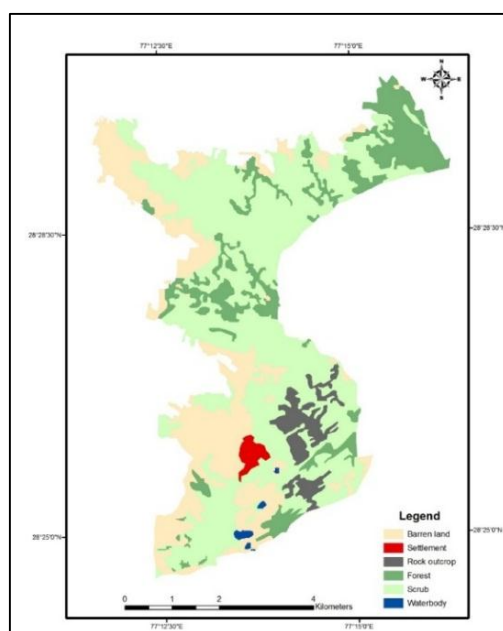 77°12'30"E 77°15'0"E
N
W E
S
28°28'30"N 28°28'30"N
Legend
Barren land
Settlement
Rock outcrop
Forest
Scrub
Waterbody
28°25'0"N 28°25'0"N
0 1 2 4
Kilometers
77°12'30"E 77°15'0"E